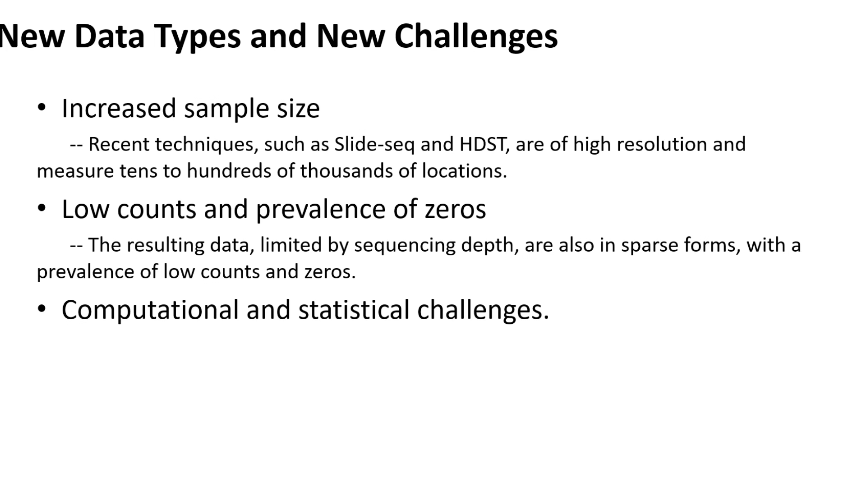 New Data Types and New Challenges
• Increased sample size
-- Recent techniques, such as Slide-seq and HDST, are of high resolution and
measure tens to hundreds of thousands of locations.
• Low counts and prevalence of zeros
-- The resulting data, limited by sequencing depth, are also in sparse forms, with a
prevalence of low counts and zeros.
• Computational and statistical challenges.